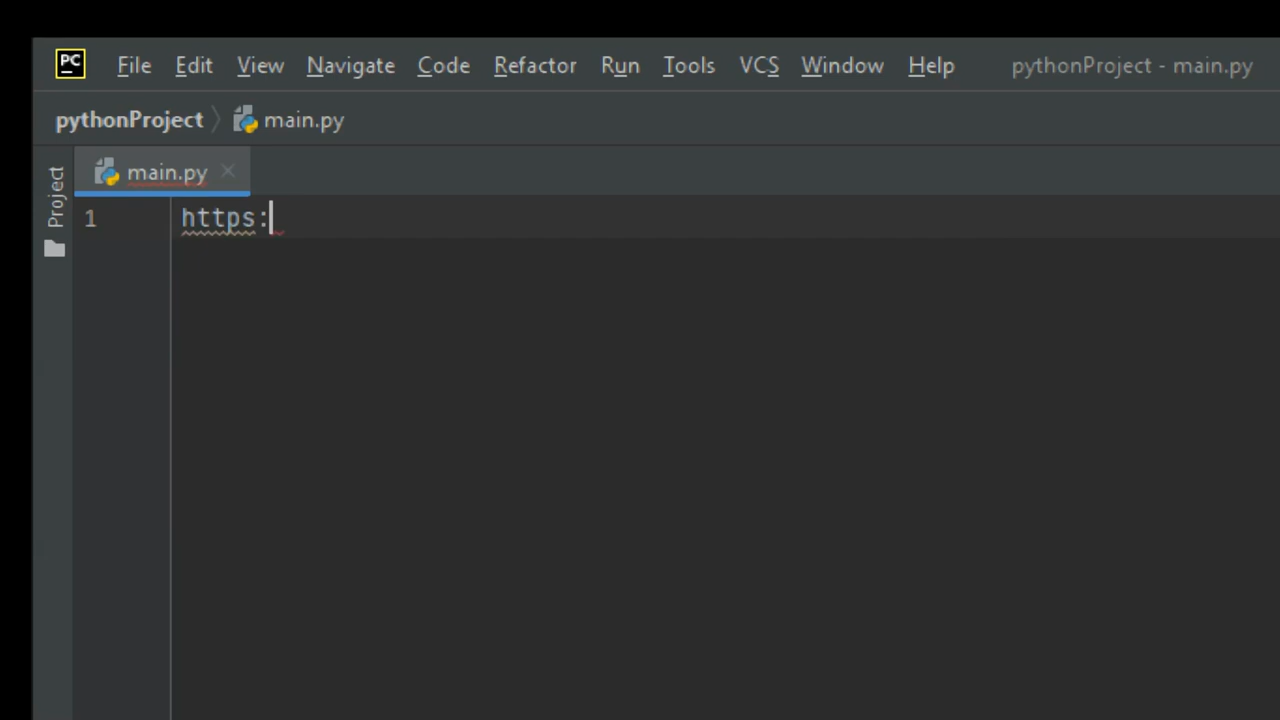 PC File Edit View Navigate Code Refactor Run Tools VCS Window Help pythonProject - main.py
pythonProject main.py
Project
main.py
1 https: